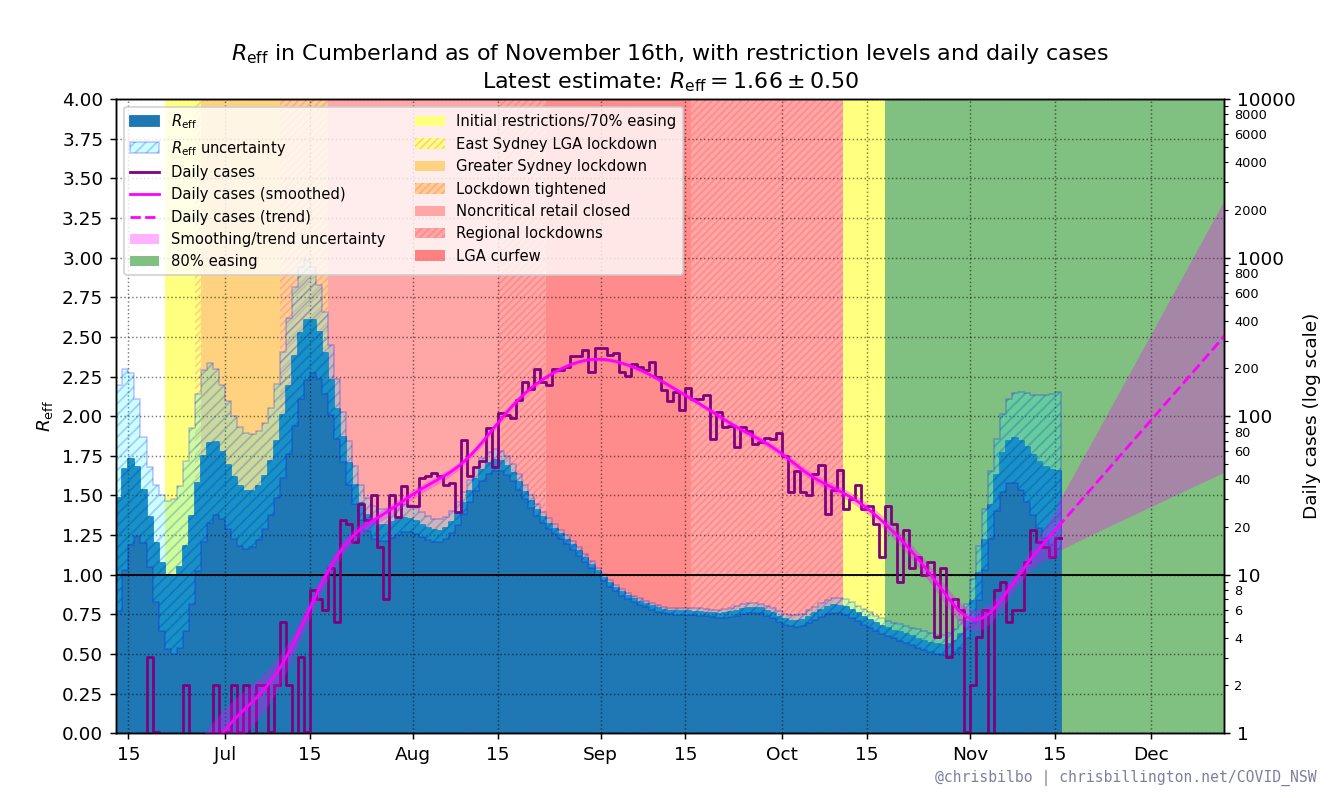 Reff in Cumberland as of November 16th, with restriction levels and daily cases
Latest estimate: Reff = 1.66 ± 0.50
4.00
3.75
3.50
3.25
3.00
2.75
2.50
2.25
2.00
1.75
1.50
1.25
1.00
0.75
0.50
0.25
0.00
Reff
Reff
Reff uncertainty
Daily cases
Daily cases (smoothed)
Daily cases (trend)
Smoothing/trend uncertainty
80% easing
Initial restrictions/70% easing
East Sydney LGA lockdown
Greater Sydney lockdown
Lockdown tightened
Noncritical retail closed
Regional lockdowns
LGA curfew
10000
8000
6000
4000
2000
1000
800
600
400
200
100
80
60
40
20
10
8
6
4
2
1
Daily cases (log scale)
15 Jul 15 Aug 15 Sep 15 Oct 15 Nov 15 Dec
@chrisbilbo | chrisbillington.net/COVID_NSW